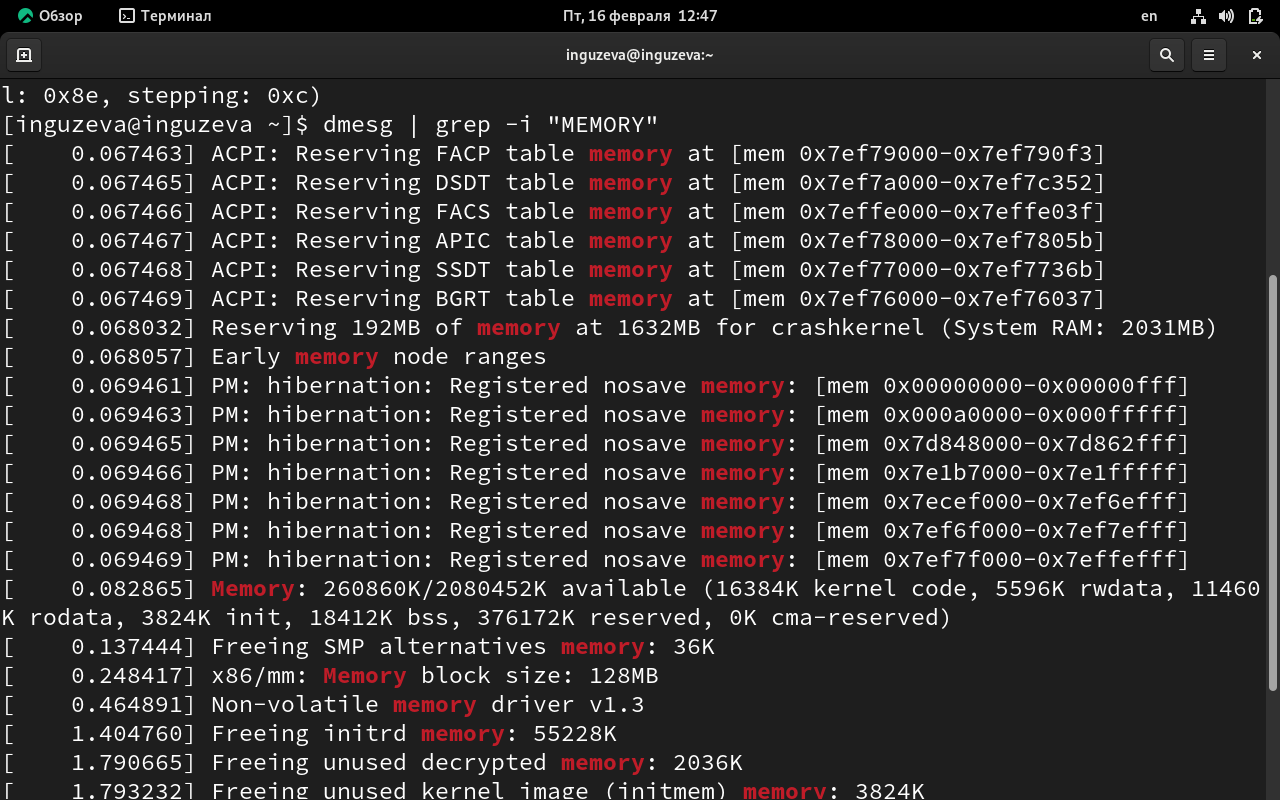 Обзор Терминал Пт, 16 февраля 12:47 en
inguzeva@inguzeva:~
l: 0x8e, stepping: 0xc)
[inguzeva@inguzeva ~]$ dmesg | grep -i "MEMORY"
[    0.067463] ACPI: Reserving FACP table memory at [mem 0x7ef79000-0x7ef790f3]
[    0.067465] ACPI: Reserving DSDT table memory at [mem 0x7ef7a000-0x7ef7c352]
[    0.067466] ACPI: Reserving FACS table memory at [mem 0x7effe000-0x7effe03f]
[    0.067467] ACPI: Reserving APIC table memory at [mem 0x7ef78000-0x7ef7805b]
[    0.067468] ACPI: Reserving SSDT table memory at [mem 0x7ef77000-0x7ef7736b]
[    0.067469] ACPI: Reserving BGRT table memory at [mem 0x7ef76000-0x7ef76037]
[    0.068032] Reserving 192MB of memory at 1632MB for crashkernel (System RAM: 2031MB)
[    0.068057] Early memory node ranges
[    0.069461] PM: hibernation: Registered nosave memory: [mem 0x00000000-0x00000fff]
[    0.069463] PM: hibernation: Registered nosave memory: [mem 0x000a0000-0x000fffff]
[    0.069465] PM: hibernation: Registered nosave memory: [mem 0x7d848000-0x7d862fff]
[    0.069466] PM: hibernation: Registered nosave memory: [mem 0x7e1b7000-0x7e1fffff]
[    0.069468] PM: hibernation: Registered nosave memory: [mem 0x7ecef000-0x7ef6efff]
[    0.069468] PM: hibernation: Registered nosave memory: [mem 0x7ef6f000-0x7ef7efff]
[    0.069469] PM: hibernation: Registered nosave memory: [mem 0x7ef7f000-0x7effefff]
[    0.082865] Memory: 260860K/2080452K available (16384K kernel code, 5596K rwdata, 11460
K rodata, 3824K init, 18412K bss, 376172K reserved, 0K cma-reserved)
[    0.137444] Freeing SMP alternatives memory: 36K
[    0.248417] x86/mm: Memory block size: 128MB
[    0.464891] Non-volatile memory driver v1.3
[    1.404760] Freeing initrd memory: 55228K
[    1.790665] Freeing unused decrypted memory: 2036K
[    1.793232] Freeing unused kernel image (initmem) memory: 3824K